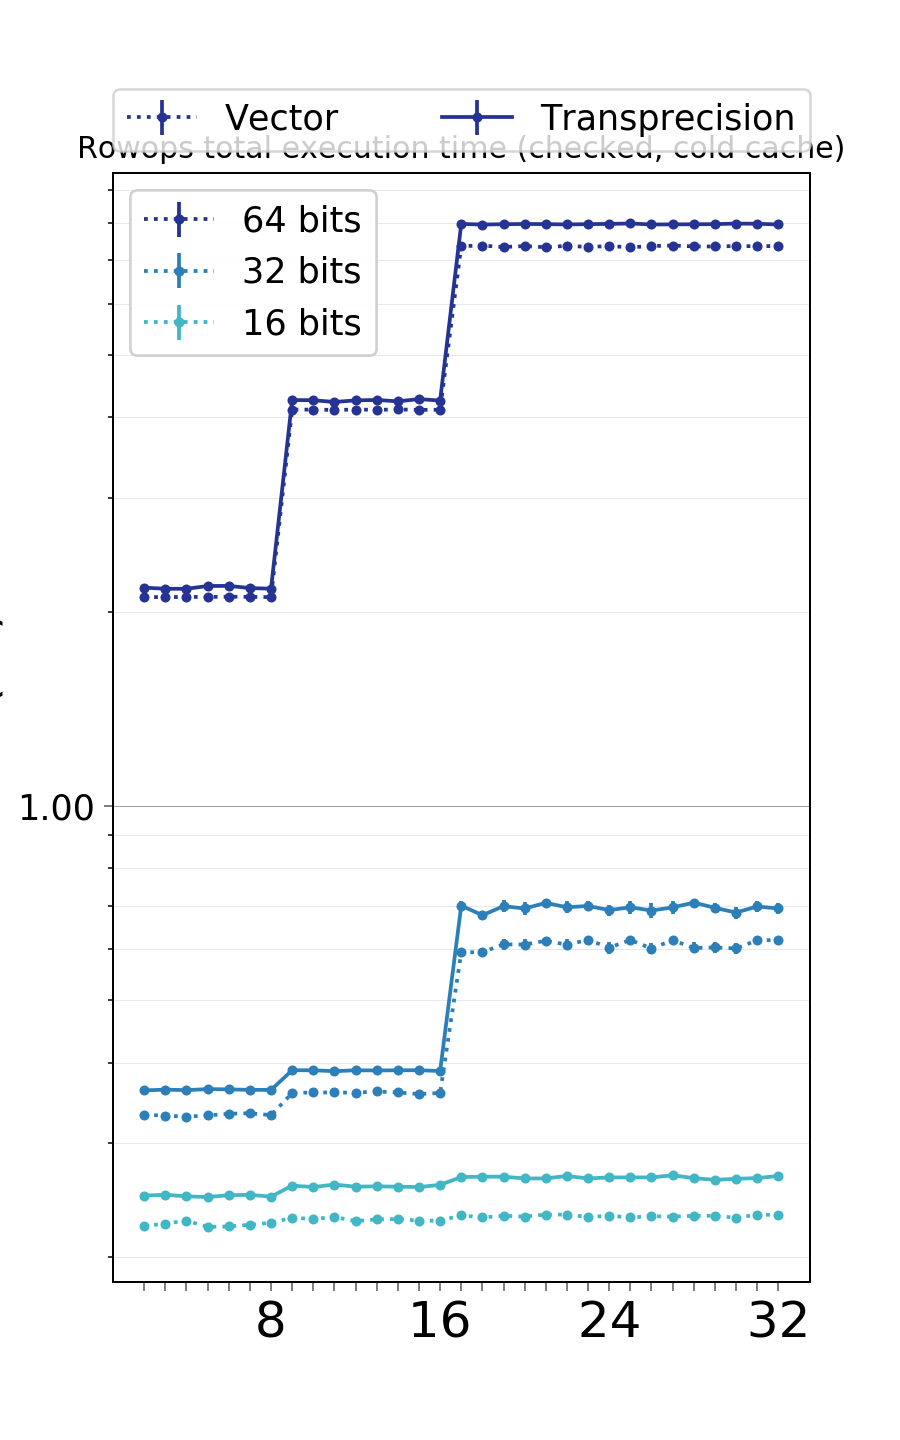 Vector Transprecision
Rowops total execution time (checked, cold cache)
64 bits
32 bits
16 bits
1.00
8 16 24 32